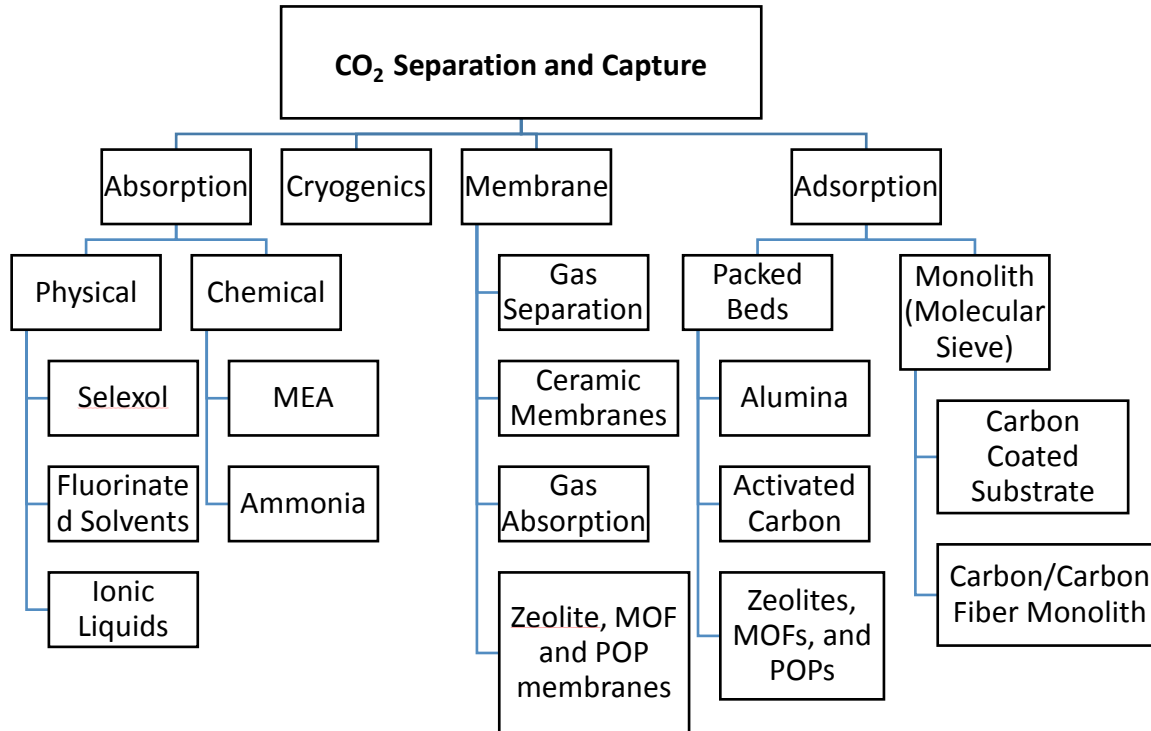 CO₂ Separation and Capture
Absorption
Cryogenics
Membrane
Adsorption
Physical
Chemical
Gas
Separation
Packed
Beds
Monolith
(Molecular
Sieve)
Selexol
MEA
Ceramic
Membranes
Alumina
Carbon
Coated
Substrate
Fluorinate
d Solvents
Ammonia
Gas
Absorption
Activated
Carbon
Ionic
Liquids
Zeolite, MOF
and POP
membranes
Zeolites,
MOFs, and
POPs
Carbon/Carbon
Fiber Monolith